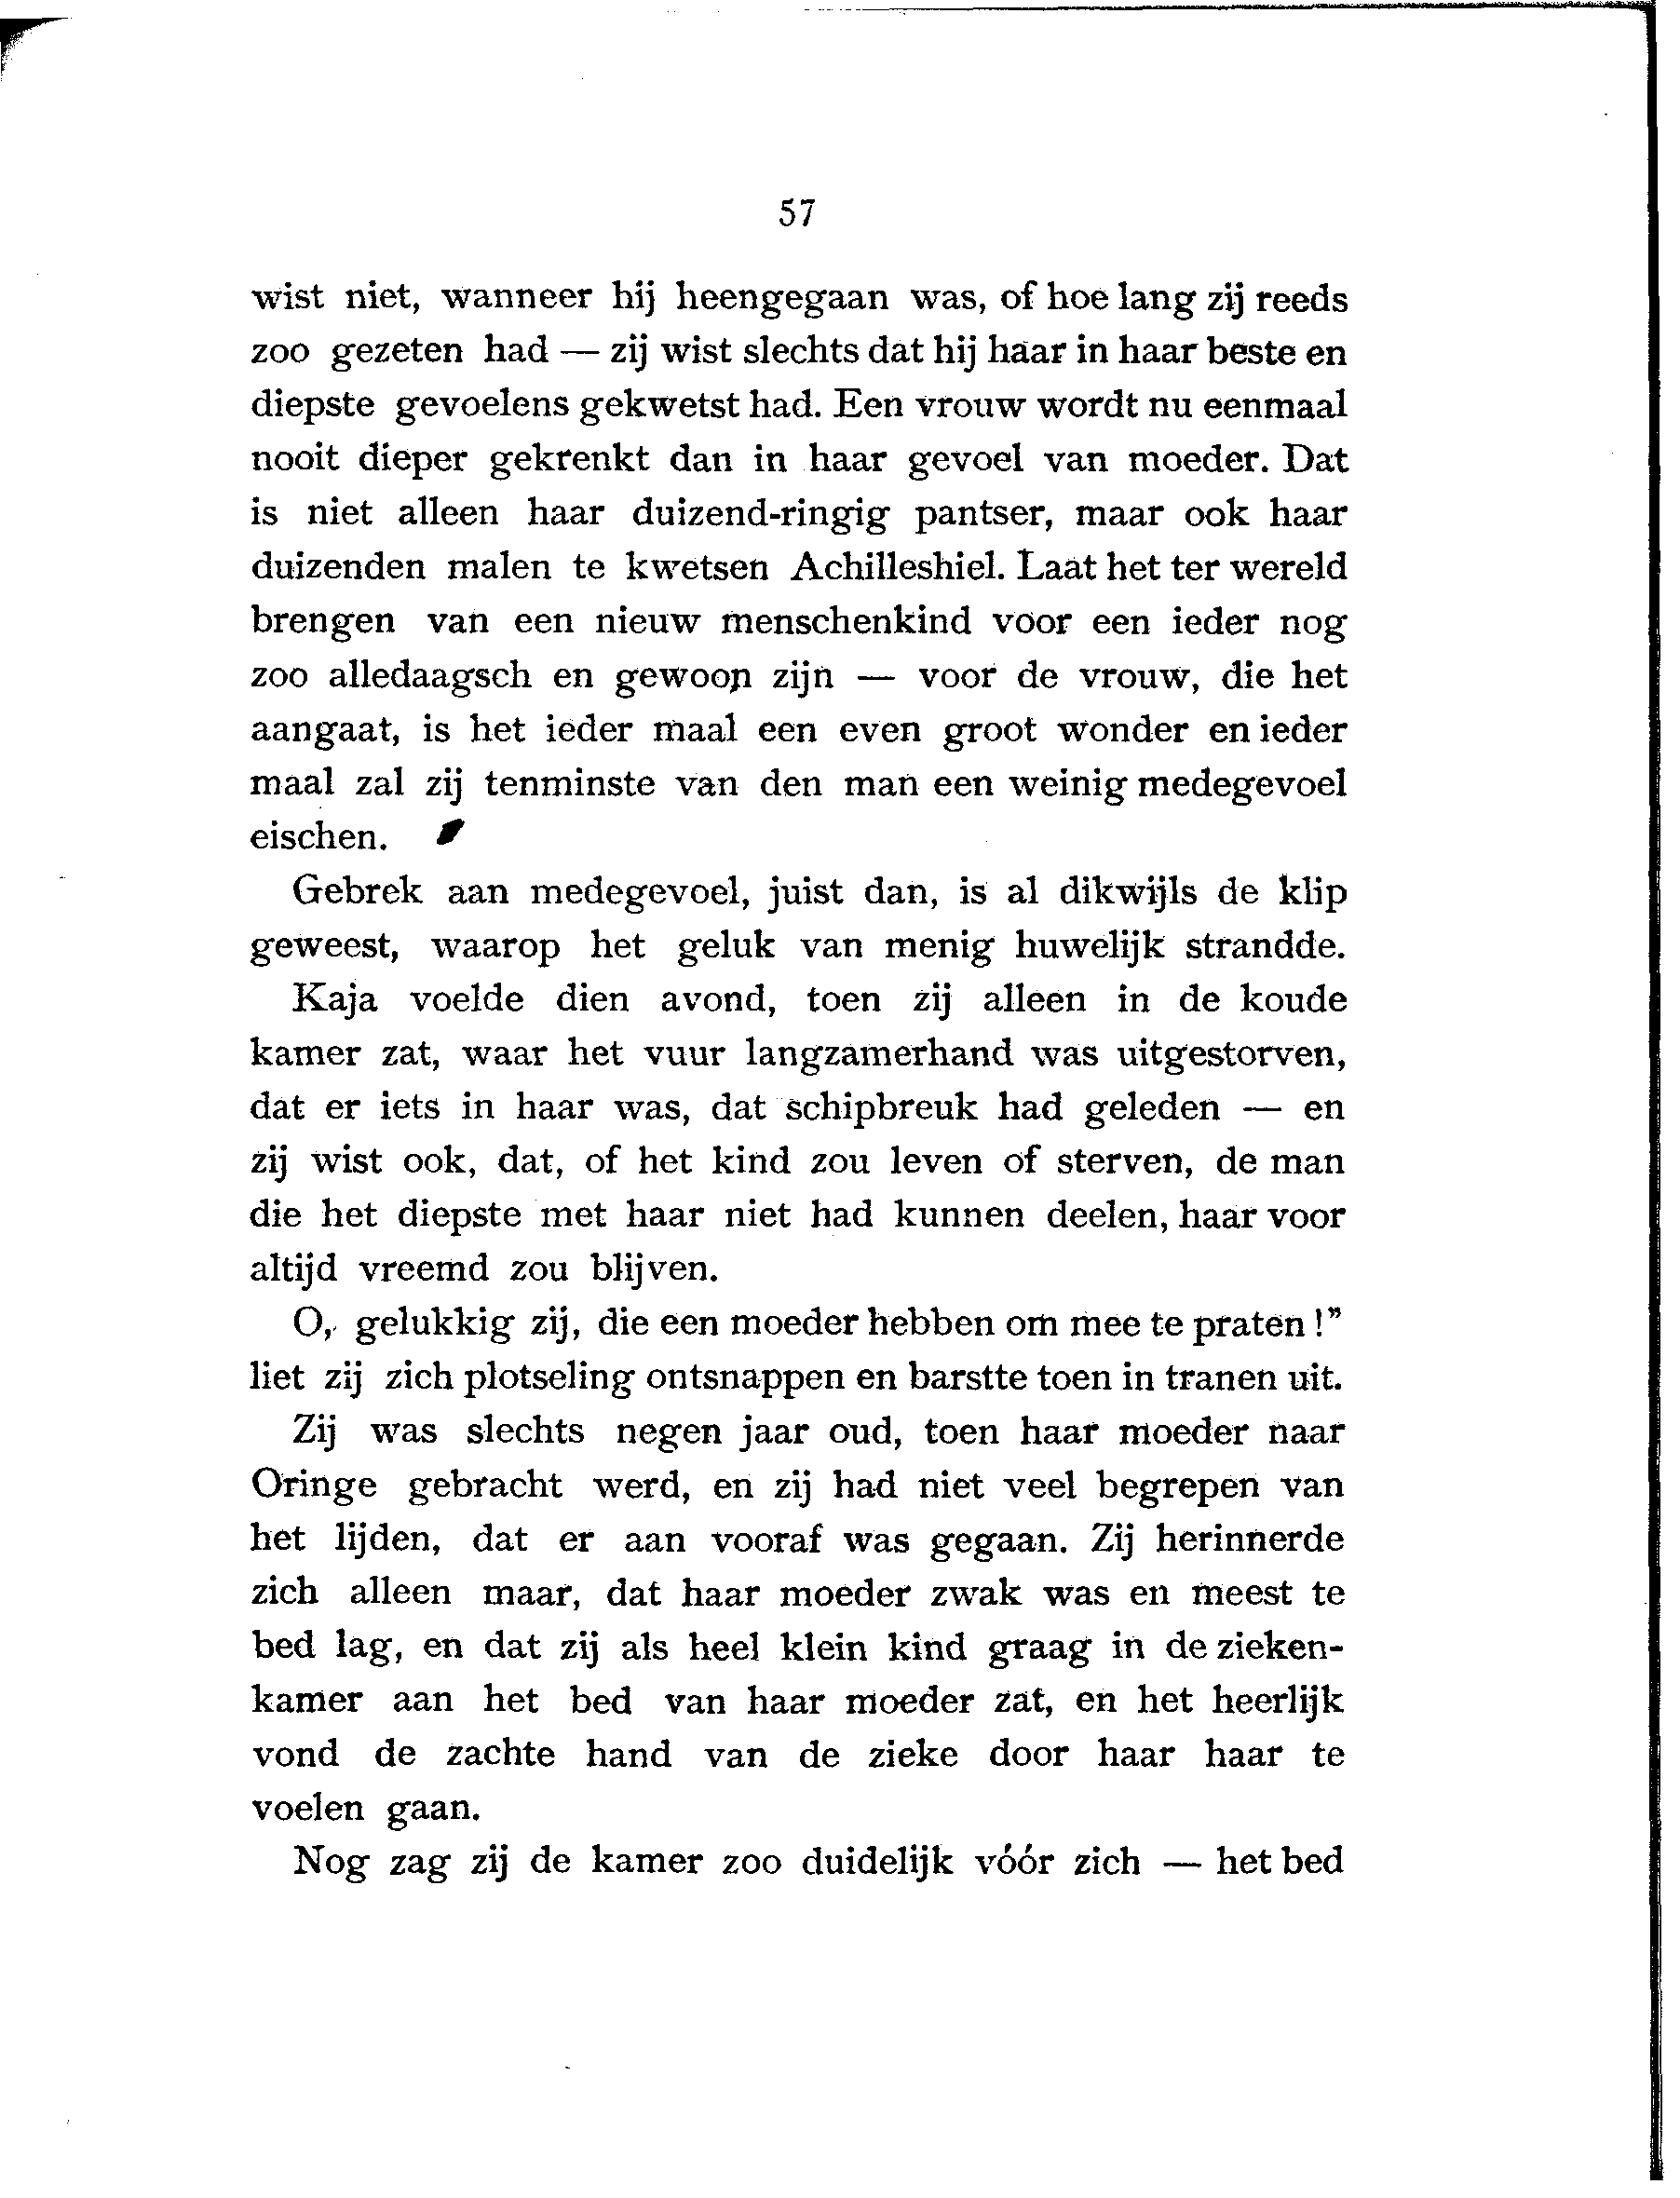 57
wist niet, wanneer hij heengegaan was, of hoe lang zij reeds
zoo gezeten had — zij wist slechts dat hij haar in haar beste en
diepste gevoelens gekwetst had. Een vrouw wordt nu eenmaal
nooit dieper gekrenkt dan in haar gevoel van moeder. Dat
is niet alleen haar duizend-ringig pantser, maar ook haar
duizenden malen te kwetsen Achilleshiel. Laat het ter wereld
brengen van een nieuw menschenkind voor een ieder nog
zoo alledaagsch en gewoon zijn — voor de vrouw, die het
aangaat, is het ieder maal een even groot wonder en ieder
maal zal zij tenminste van den man een weinig medegevoel
eischen.
Gebrek aan medegevoel, juist dan, is al dikwijls de klip
geweest, waarop het geluk van menig huwelijk strandde.
Kaja voelde dien avond, toen zij alleen in de koude
kamer zat, waar het vuur langzamerhand was uitgestorven,
dat er iets in haar was, dat schipbreuk had geleden — en
zij wist ook, dat, of het kind zou leven of sterven, de man
die het diepste met haar niet had kunnen deelen, haar voor
altijd vreemd zou blijven.
O, gelukkig zij, die een moeder hebben om mee te praten !”
liet zij zich plotseling ontsnappen en barstte toen in tranen uit.
Zij was slechts negen jaar oud, toen haar moeder naar
Oringe gebracht werd, en zij had niet veel begrepen van
het lijden, dat er aan vooraf was gegaan. Zij herinnerde
zich alleen maar, dat haar moeder zwak was en meest te
bed lag, en dat zij als heel klein kind graag in de zieken-
kamer aan het bed van haar moeder zat, en het heerlijk
vond de zachte hand van de zieke door haar haar te
voelen gaan.
Nog zag zij de kamer zoo duidelijk vóór zich — het bed